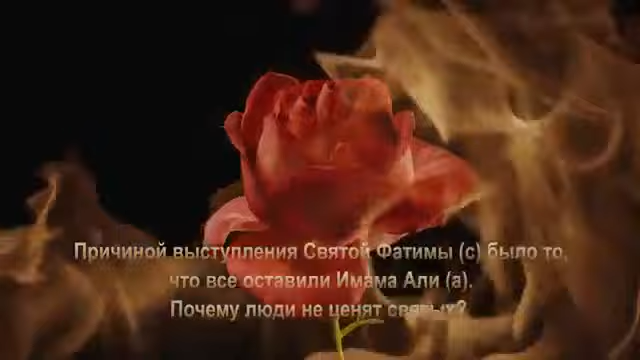 Причиной выступления Святой Фатимы (с) было то,
что все оставили Имама Али (а).
Почему люди не ценят святых?